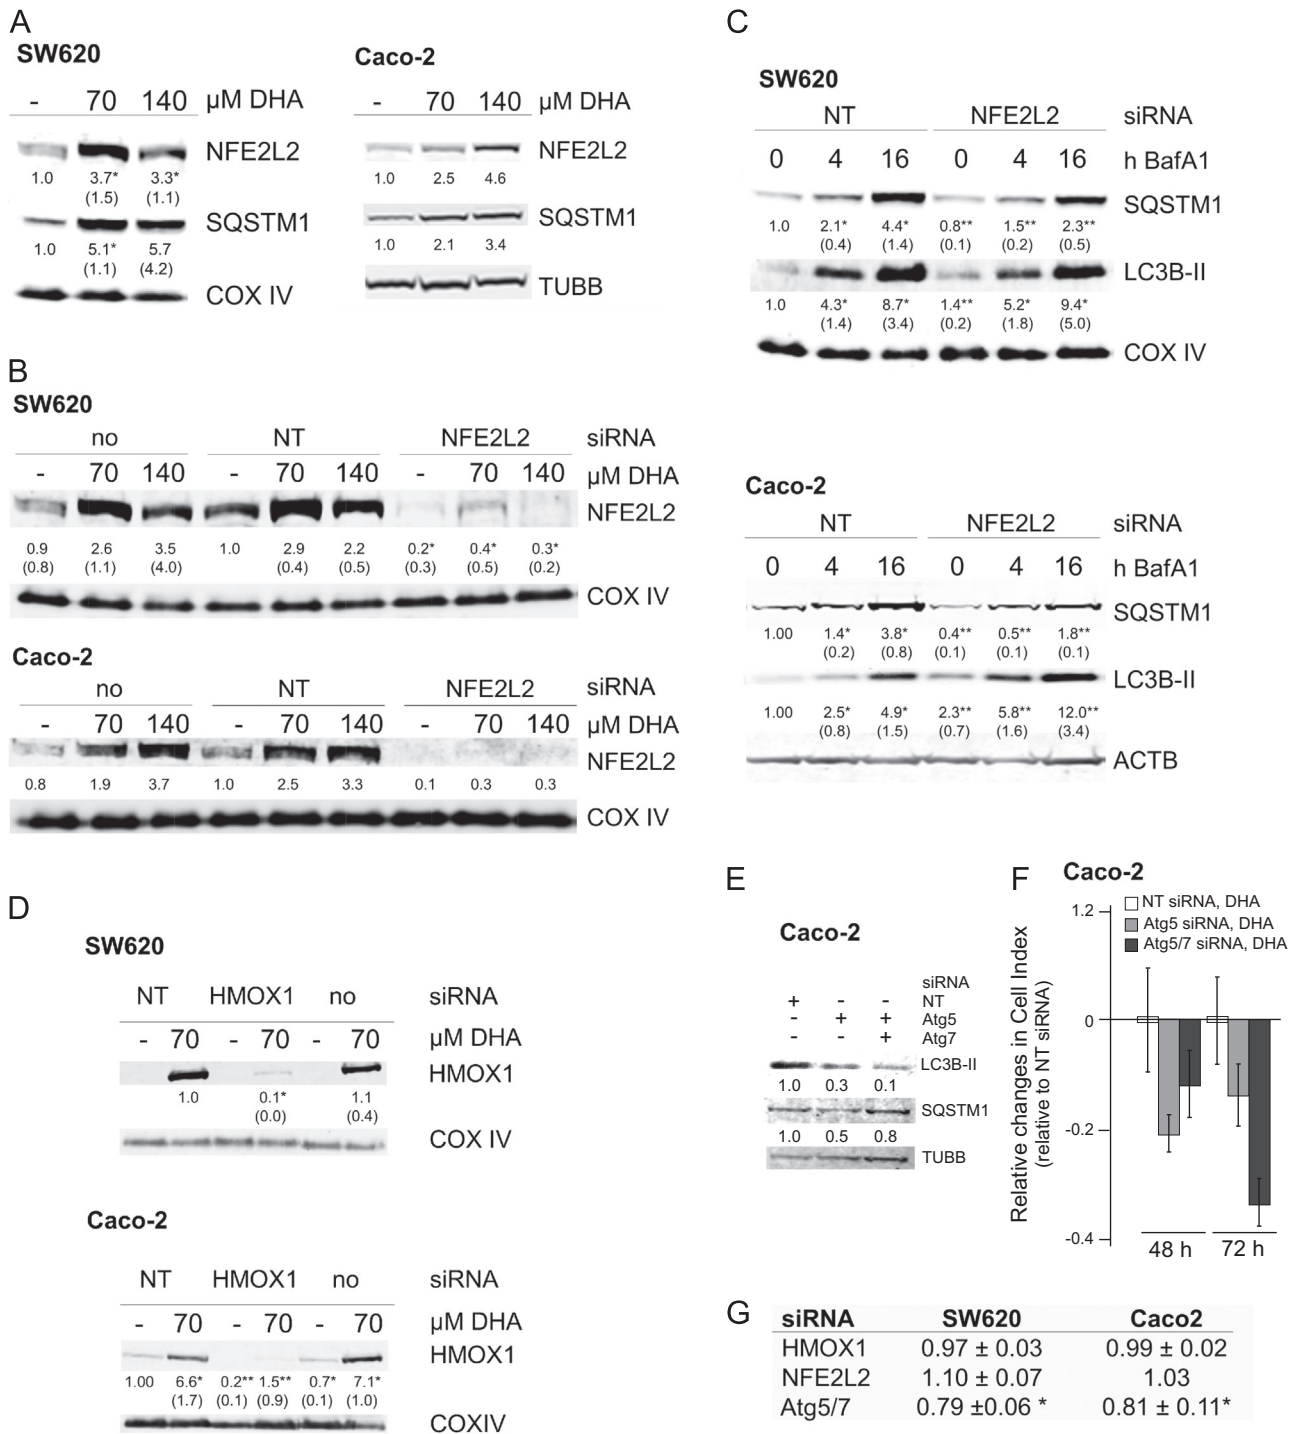 A
SW620
- 70 140 µM DHA
NFE2L2
1.0 3.7* 3.3*
(1.5) (1.1)
SQSTM1
1.0 5.1* 5.7
(1.1) (4.2)
COX IV
Caco-2
- 70 140 µM DHA
NFE2L2
1.0 2.5 4.6
SQSTM1
1.0 2.1 3.4
TUBB
B
SW620
no NT NFE2L2 siRNA
- 70 140 - 70 140 - 70 140 µM DHA
NFE2L2
0.9 2.6 3.5 1.0 2.9 2.2 0.2* 0.4* 0.3*
(0.8) (1.1) (4.0) (0.4) (0.5) (0.3) (0.5) (0.2)
COX IV
Caco-2
no NT NFE2L2 siRNA
- 70 140 - 70 140 - 70 140 µM DHA
NFE2L2
0.8 1.9 3.7 1.0 2.5 3.3 0.1 0.3 0.3
COX IV
C
SW620
NT NFE2L2 siRNA
0 4 16 0 4 16 h BafA1
SQSTM1
1.0 2.1* 4.4* 0.8** 1.5** 2.3**
(0.4) (1.4) (0.1) (0.2) (0.5)
LC3B-II
1.0 4.3* 8.7* 1.4** 5.2* 9.4*
(1.4) (3.4) (0.2) (1.8) (5.0)
COX IV
Caco-2
NT NFE2L2 siRNA
0 4 16 0 4 16 h BafA1
SQSTM1
1.00 1.4* 3.8* 0.4** 0.5** 1.8**
(0.2) (0.8) (0.1) (0.1) (0.1)
LC3B-II
1.00 2.5* 4.9* 2.3** 5.8** 12.0**
(0.8) (1.5) (0.7) (1.6) (3.4)
ACTB
D
SW620
NT HMOX1 no siRNA
- 70 - 70 - 70 µM DHA
HMOX1
1.0 0.1* 1.1
(0.0) (0.4)
COX IV
Caco-2
NT HMOX1 no siRNA
- 70 - 70 - 70 µM DHA
HMOX1
1.00 6.6* 0.2** 1.5** 0.7* 7.1*
(1.7) (0.1) (0.9) (0.1) (1.0)
COXIV
E
Caco-2
siRNA
+ - - NT
- + + Atg5
- - + Atg7
LC3B-II
1.0 0.3 0.1
SQSTM1
1.0 0.5 0.8
TUBB
F
Caco-2
NT siRNA, DHA
Atg5 siRNA, DHA
Atg5/7 siRNA, DHA
Relative changes in Cell Index
(relative to NT siRNA)
1.2
0
-0.2
-0.4
48 h 72 h
G
siRNA SW620 Caco2
HMOX1 0.97 ± 0.03 0.99 ± 0.02
NFE2L2 1.10 ± 0.07 1.03
Atg5/7 0.79 ±0.06 * 0.81 ± 0.11*